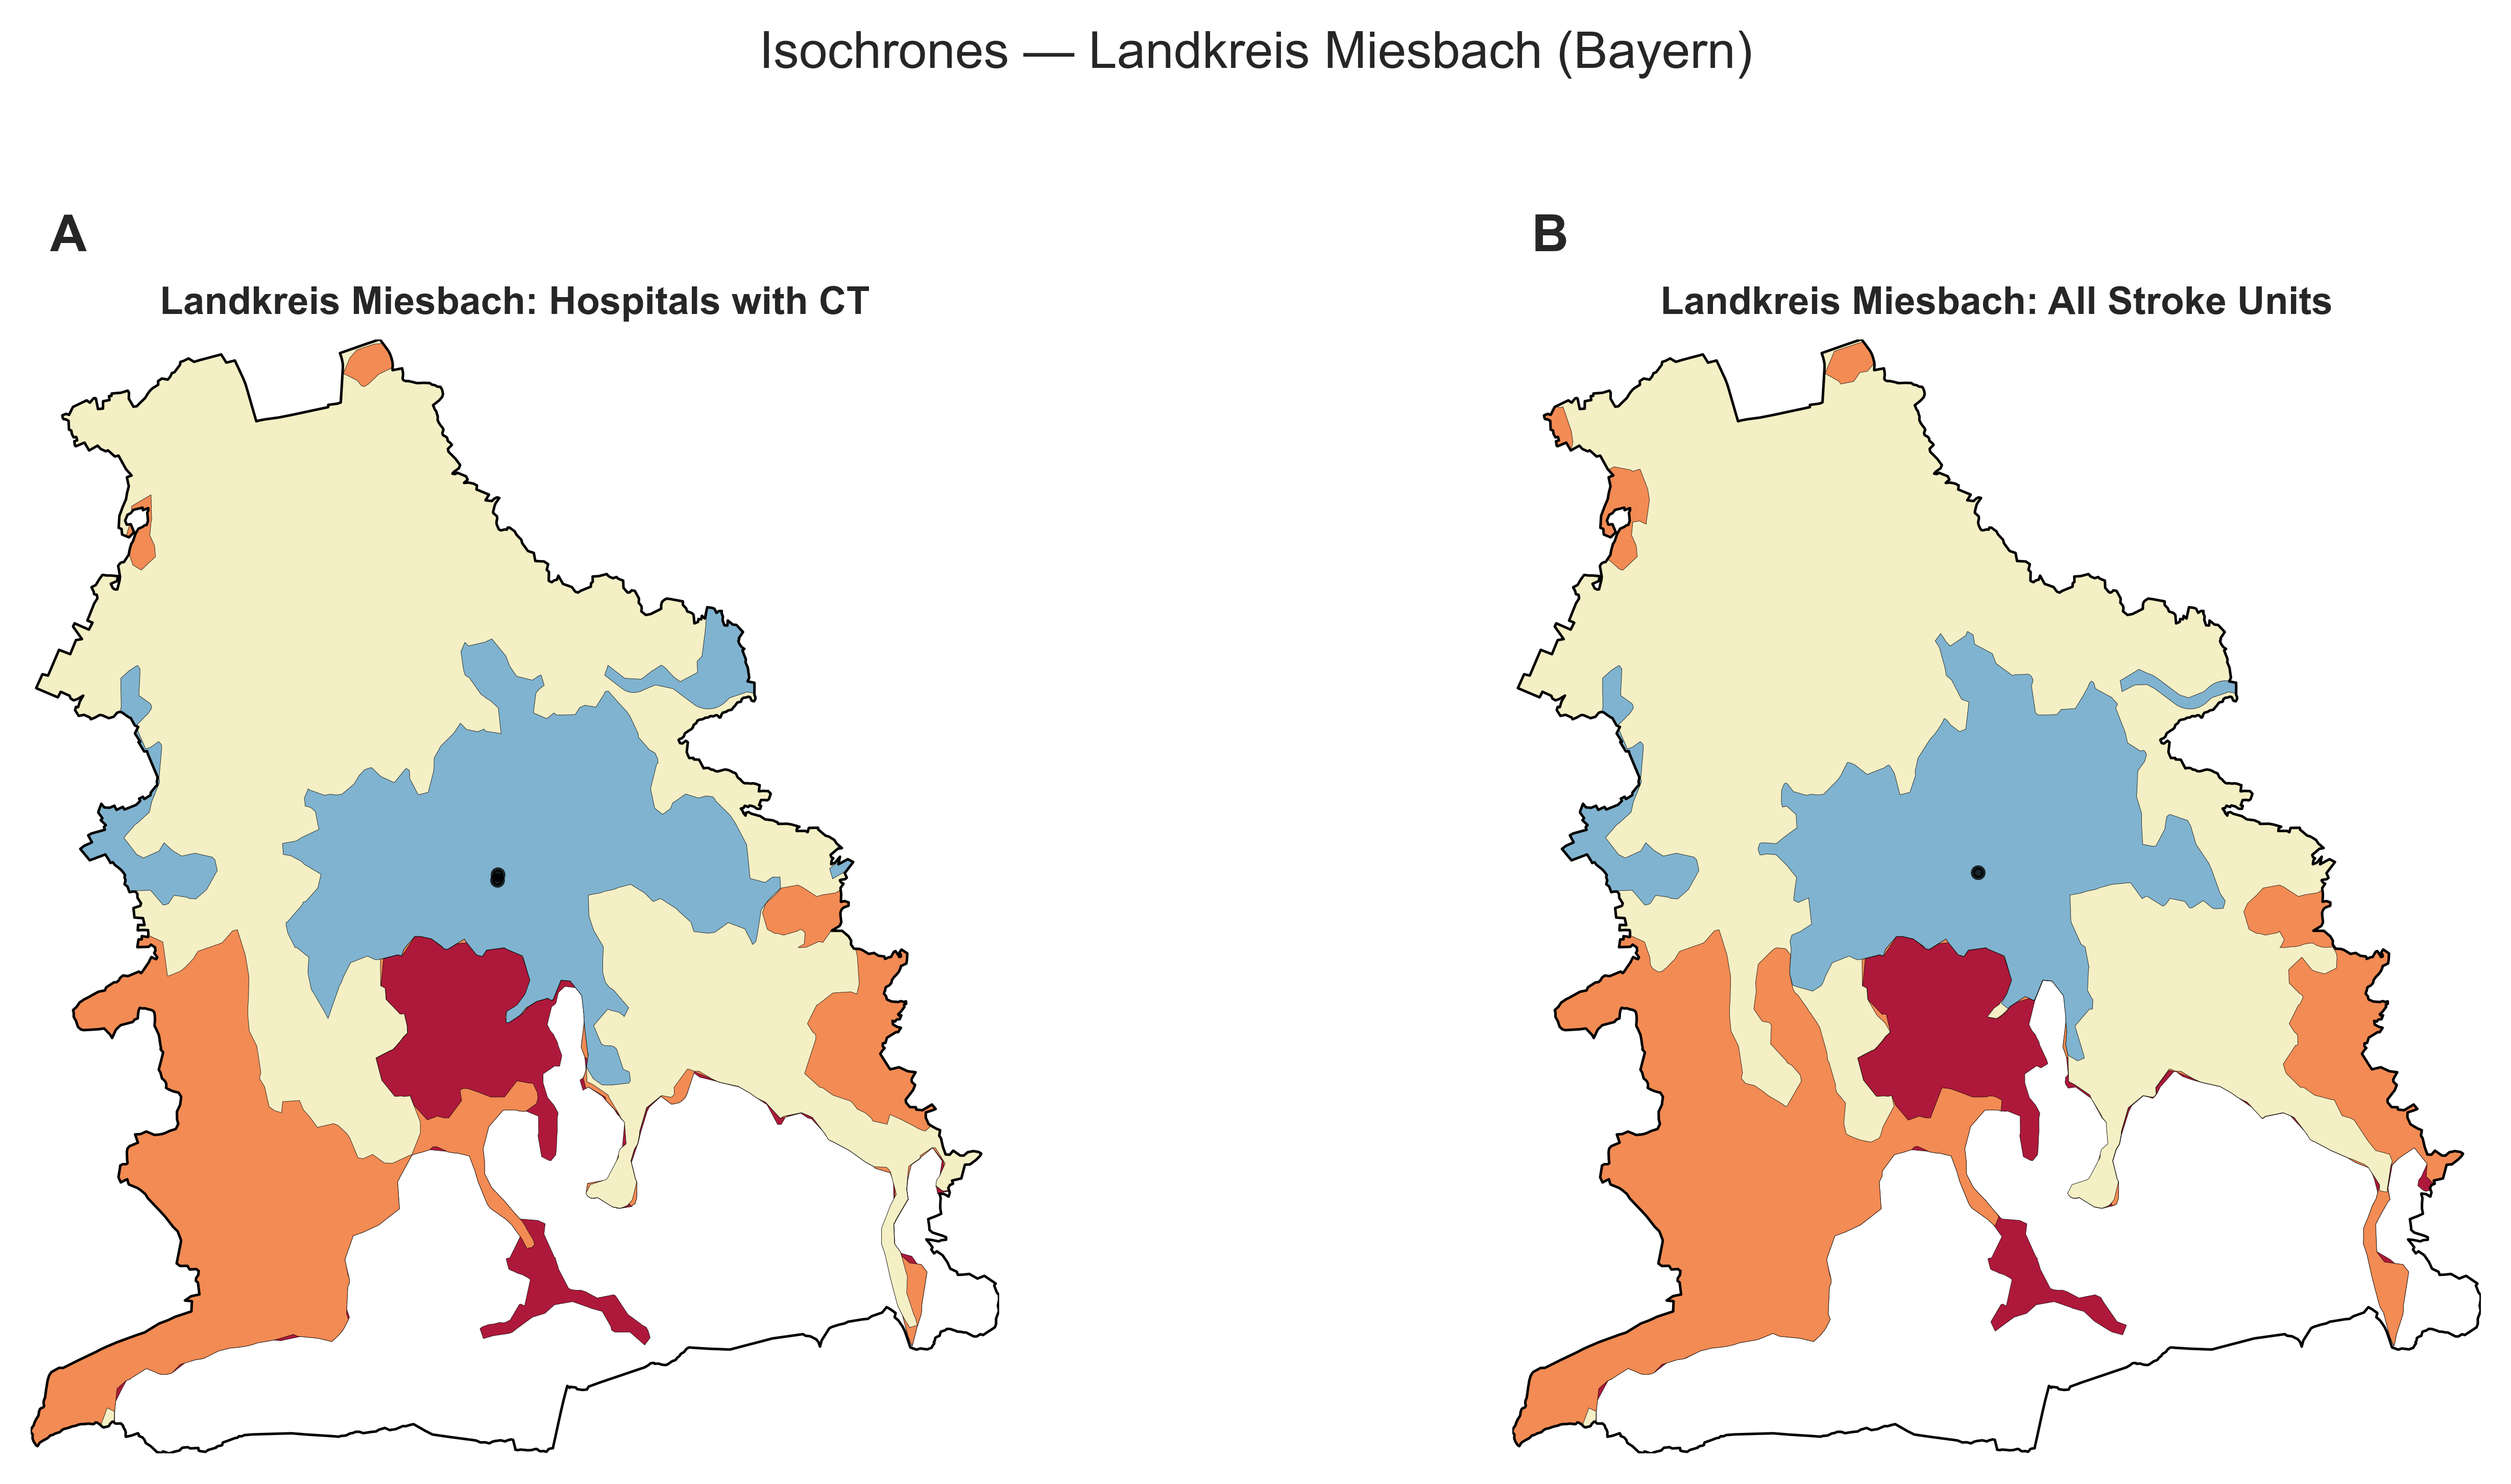 Isochrones — Landkreis Miesbach (Bayern)
A
Landkreis Miesbach: Hospitals with CT
B
Landkreis Miesbach: All Stroke Units